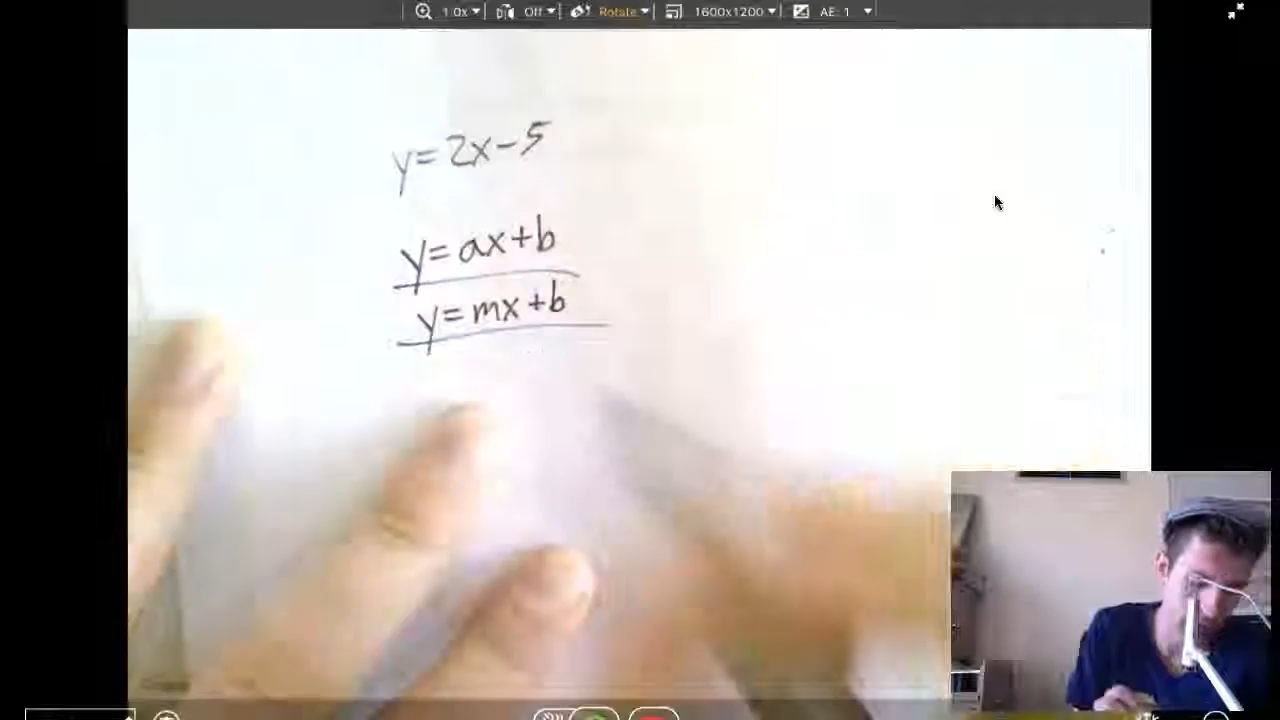 1.0x Off Rotate 1600x1200 AE: 1
y=2x-5
y=ax+b
y=mx+b